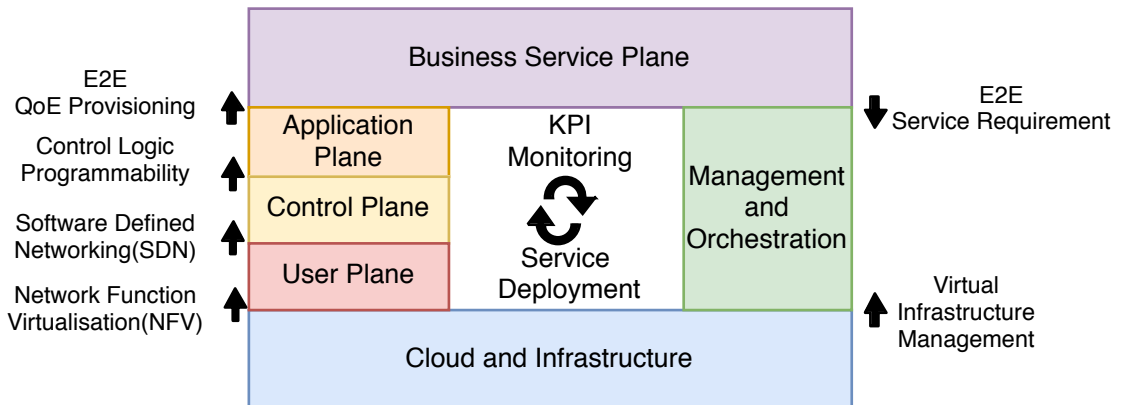 Business Service Plane
E2E
QoE Provisioning
Control Logic
Programmability
Software Defined
Networking(SDN)
Network Function
Virtualisation(NFV)
Application
Plane
Control Plane
User Plane
KPI
Monitoring
Service
Deployment
Management
and
Orchestration
E2E
Service Requirement
Virtual
Infrastructure
Management
Cloud and Infrastructure